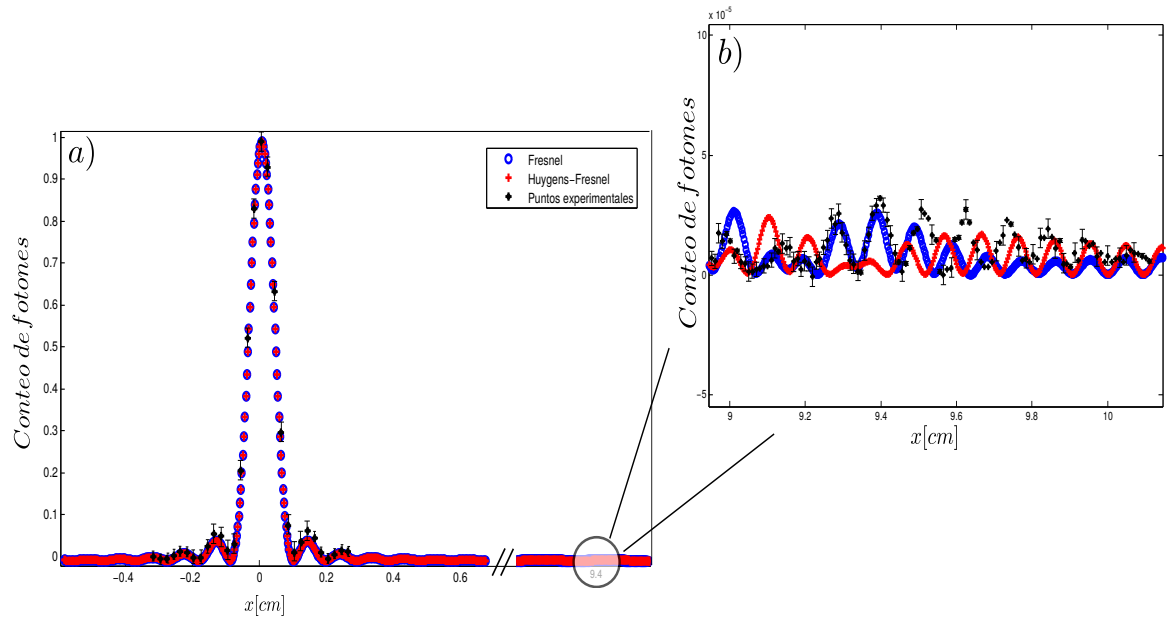 a)
Conteo de fotones
1
0.9
0.8
0.7
0.6
0.5
0.4
0.3
0.2
0.1
0
−0.4 −0.2 0 0.2 0.4 0.6
9.4
x[cm]
Fresnel
Huygens−Fresnel
Puntos experimentales
b)
x 10⁻⁵
Conteo de fotones
10
5
0
−5
9 9.2 9.4 9.6 9.8 10
x[cm]